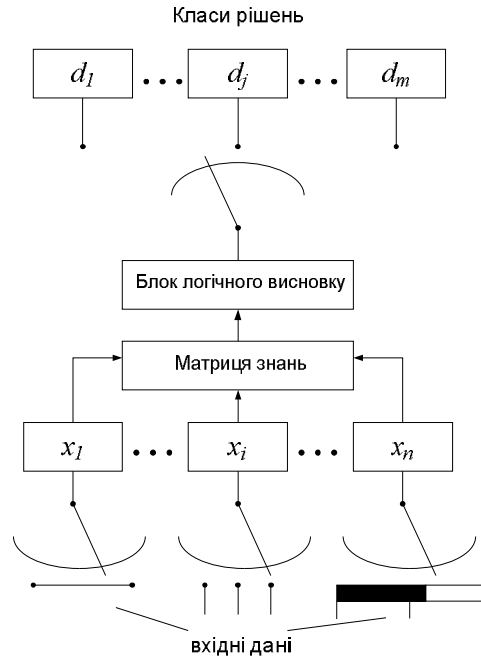 Класи рішень
d1 ... dj ... dm
Блок логічного висновку
Матриця знань
x1 ... xi ... xn
вхідні дані